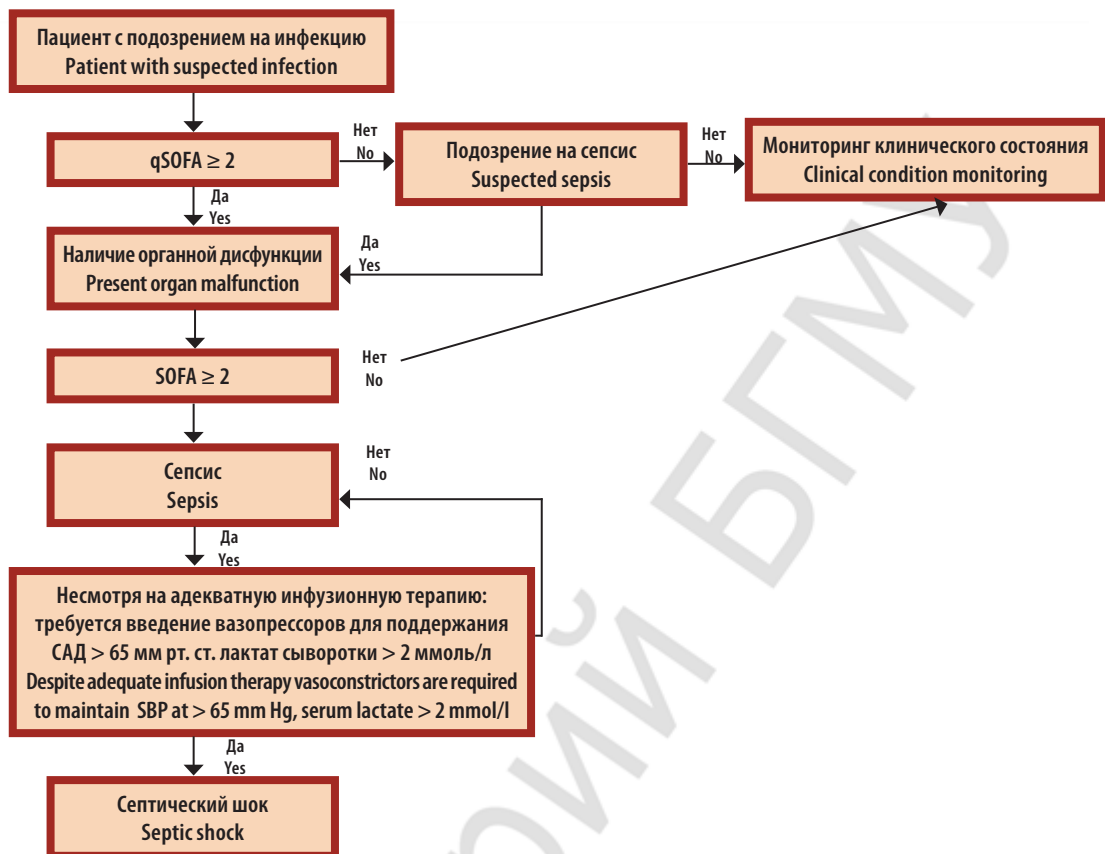 Пациент с подозрением на инфекцию
Patient with suspected infection
qSOFA ≥ 2
Нет
No
Подозрение на сепсис
Suspected sepsis
Нет
No
Мониторинг клинического состояния
Clinical condition monitoring
Да
Yes
Наличие органной дисфункции
Present organ malfunction
Да
Yes
SOFA ≥ 2
Нет
No
Сепсис
Sepsis
Нет
No
Да
Yes
Несмотря на адекватную инфузионную терапию:
требуется введение вазопрессоров для поддержания
САД > 65 мм рт. ст. лактат сыворотки > 2 ммоль/л
Despite adequate infusion therapy vasoconstrictors are required
to maintain SBP at > 65 mm Hg, serum lactate > 2 mmol/l
Да
Yes
Септический шок
Septic shock
БГМУ